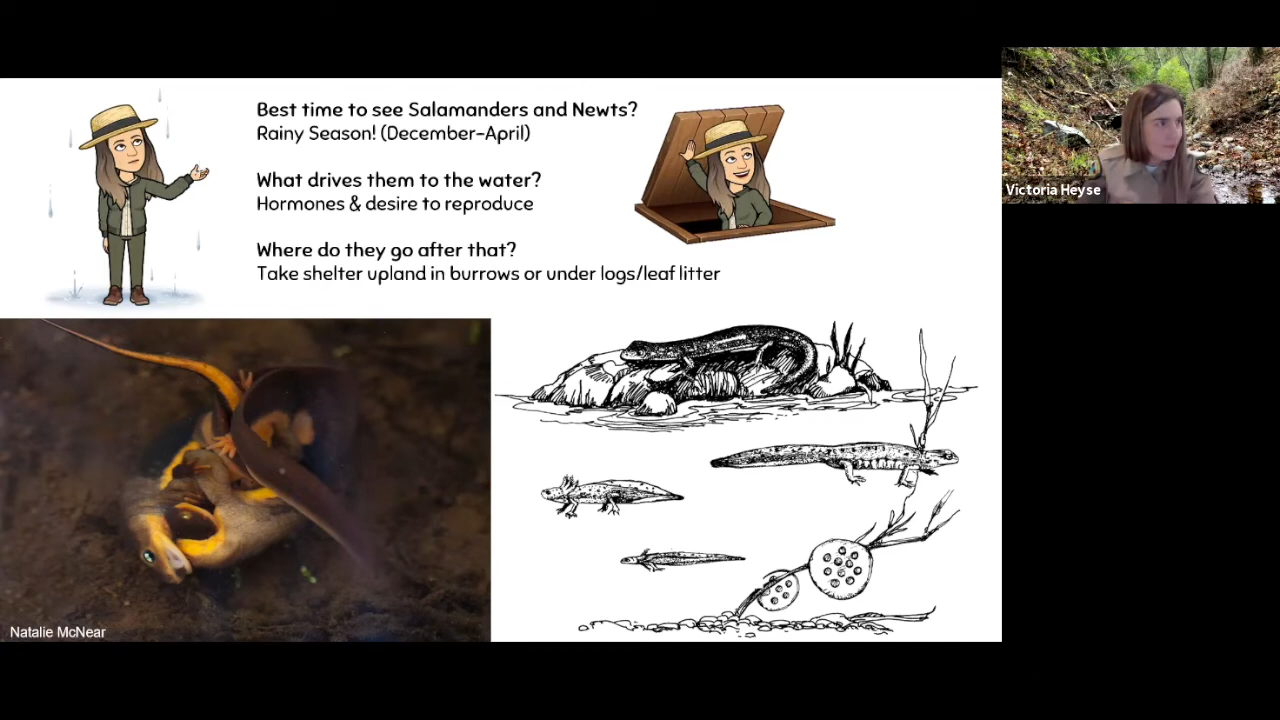 Best time to see Salamanders and Newts?
Rainy Season! (December-April)
What drives them to the water?
Hormones & desire to reproduce
Where do they go after that?
Take shelter upland in burrows or under logs/leaf litter
Victoria Heyse
Natalie McNear